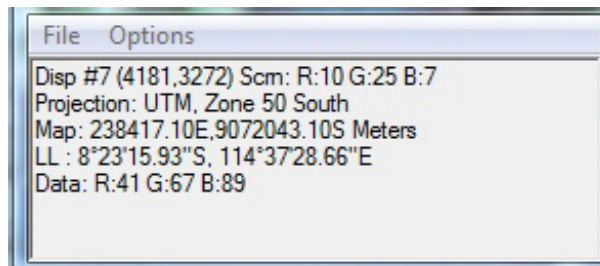 File Options
Disp #7 (4181,3272) Scrn: R:10 G:25 B:7
Projection: UTM, Zone 50 South
Map: 238417.10E,9072043.10S Meters
LL : 8°23'15.93"S, 114°37'28.66"E
Data: R:41 G:67 B:89